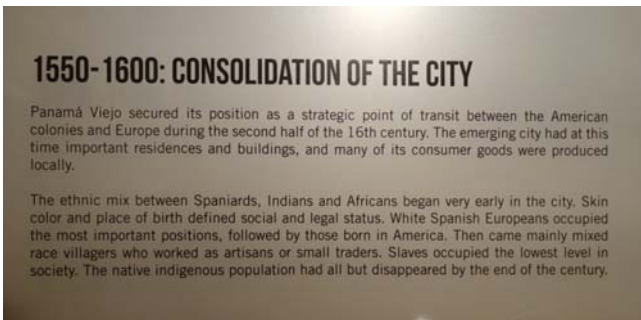 1550-1600: CONSOLIDATION OF THE CITY
Panamá Viejo secured its position as a strategic point of transit between the American
colonies and Europe during the second half of the 16th century. The emerging city had at this
time important residences and buildings, and many of its consumer goods were produced
locally.
The ethnic mix between Spaniards, Indians and Africans began very early in the city. Skin
color and place of birth defined social and legal status. White Spanish Europeans occupied
the most important positions, followed by those born in America. Then came mainly mixed
race villagers who worked as artisans or small traders. Slaves occupied the lowest level in
society. The native indigenous population had all but disappeared by the end of the century.